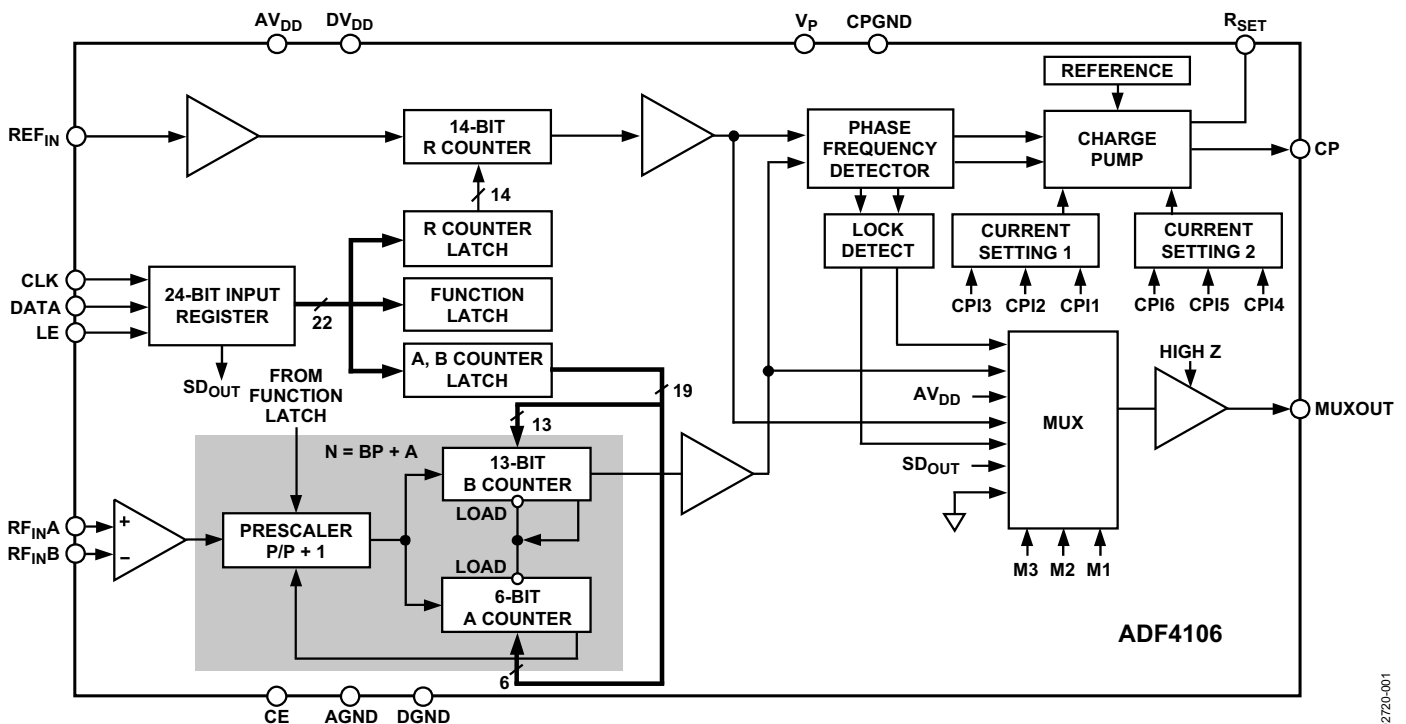 AVDD
DVDD
VP
CPGND
RSET
REFERENCE
REFIN
14-BIT
R COUNTER
PHASE
FREQUENCY
DETECTOR
CHARGE
PUMP
CP
14
R COUNTER
LATCH
LOCK
DETECT
CURRENT
SETTING 1
CURRENT
SETTING 2
CLK
DATA
LE
24-BIT INPUT
REGISTER
22
FUNCTION
LATCH
CPI3
CPI2
CPI1
CPI6
CPI5
CPI4
A, B COUNTER
LATCH
SDOUT
FROM
FUNCTION
LATCH
19
13
HIGH Z
AVDD
MUX
MUXOUT
N = BP + A
13-BIT
B COUNTER
SDOUT
LOAD
RFINA
RFINB
+
–
PRESCALER
P/P + 1
LOAD
6-BIT
A COUNTER
M3
M2
M1
6
ADF4106
CE
AGND
DGND
2720-001